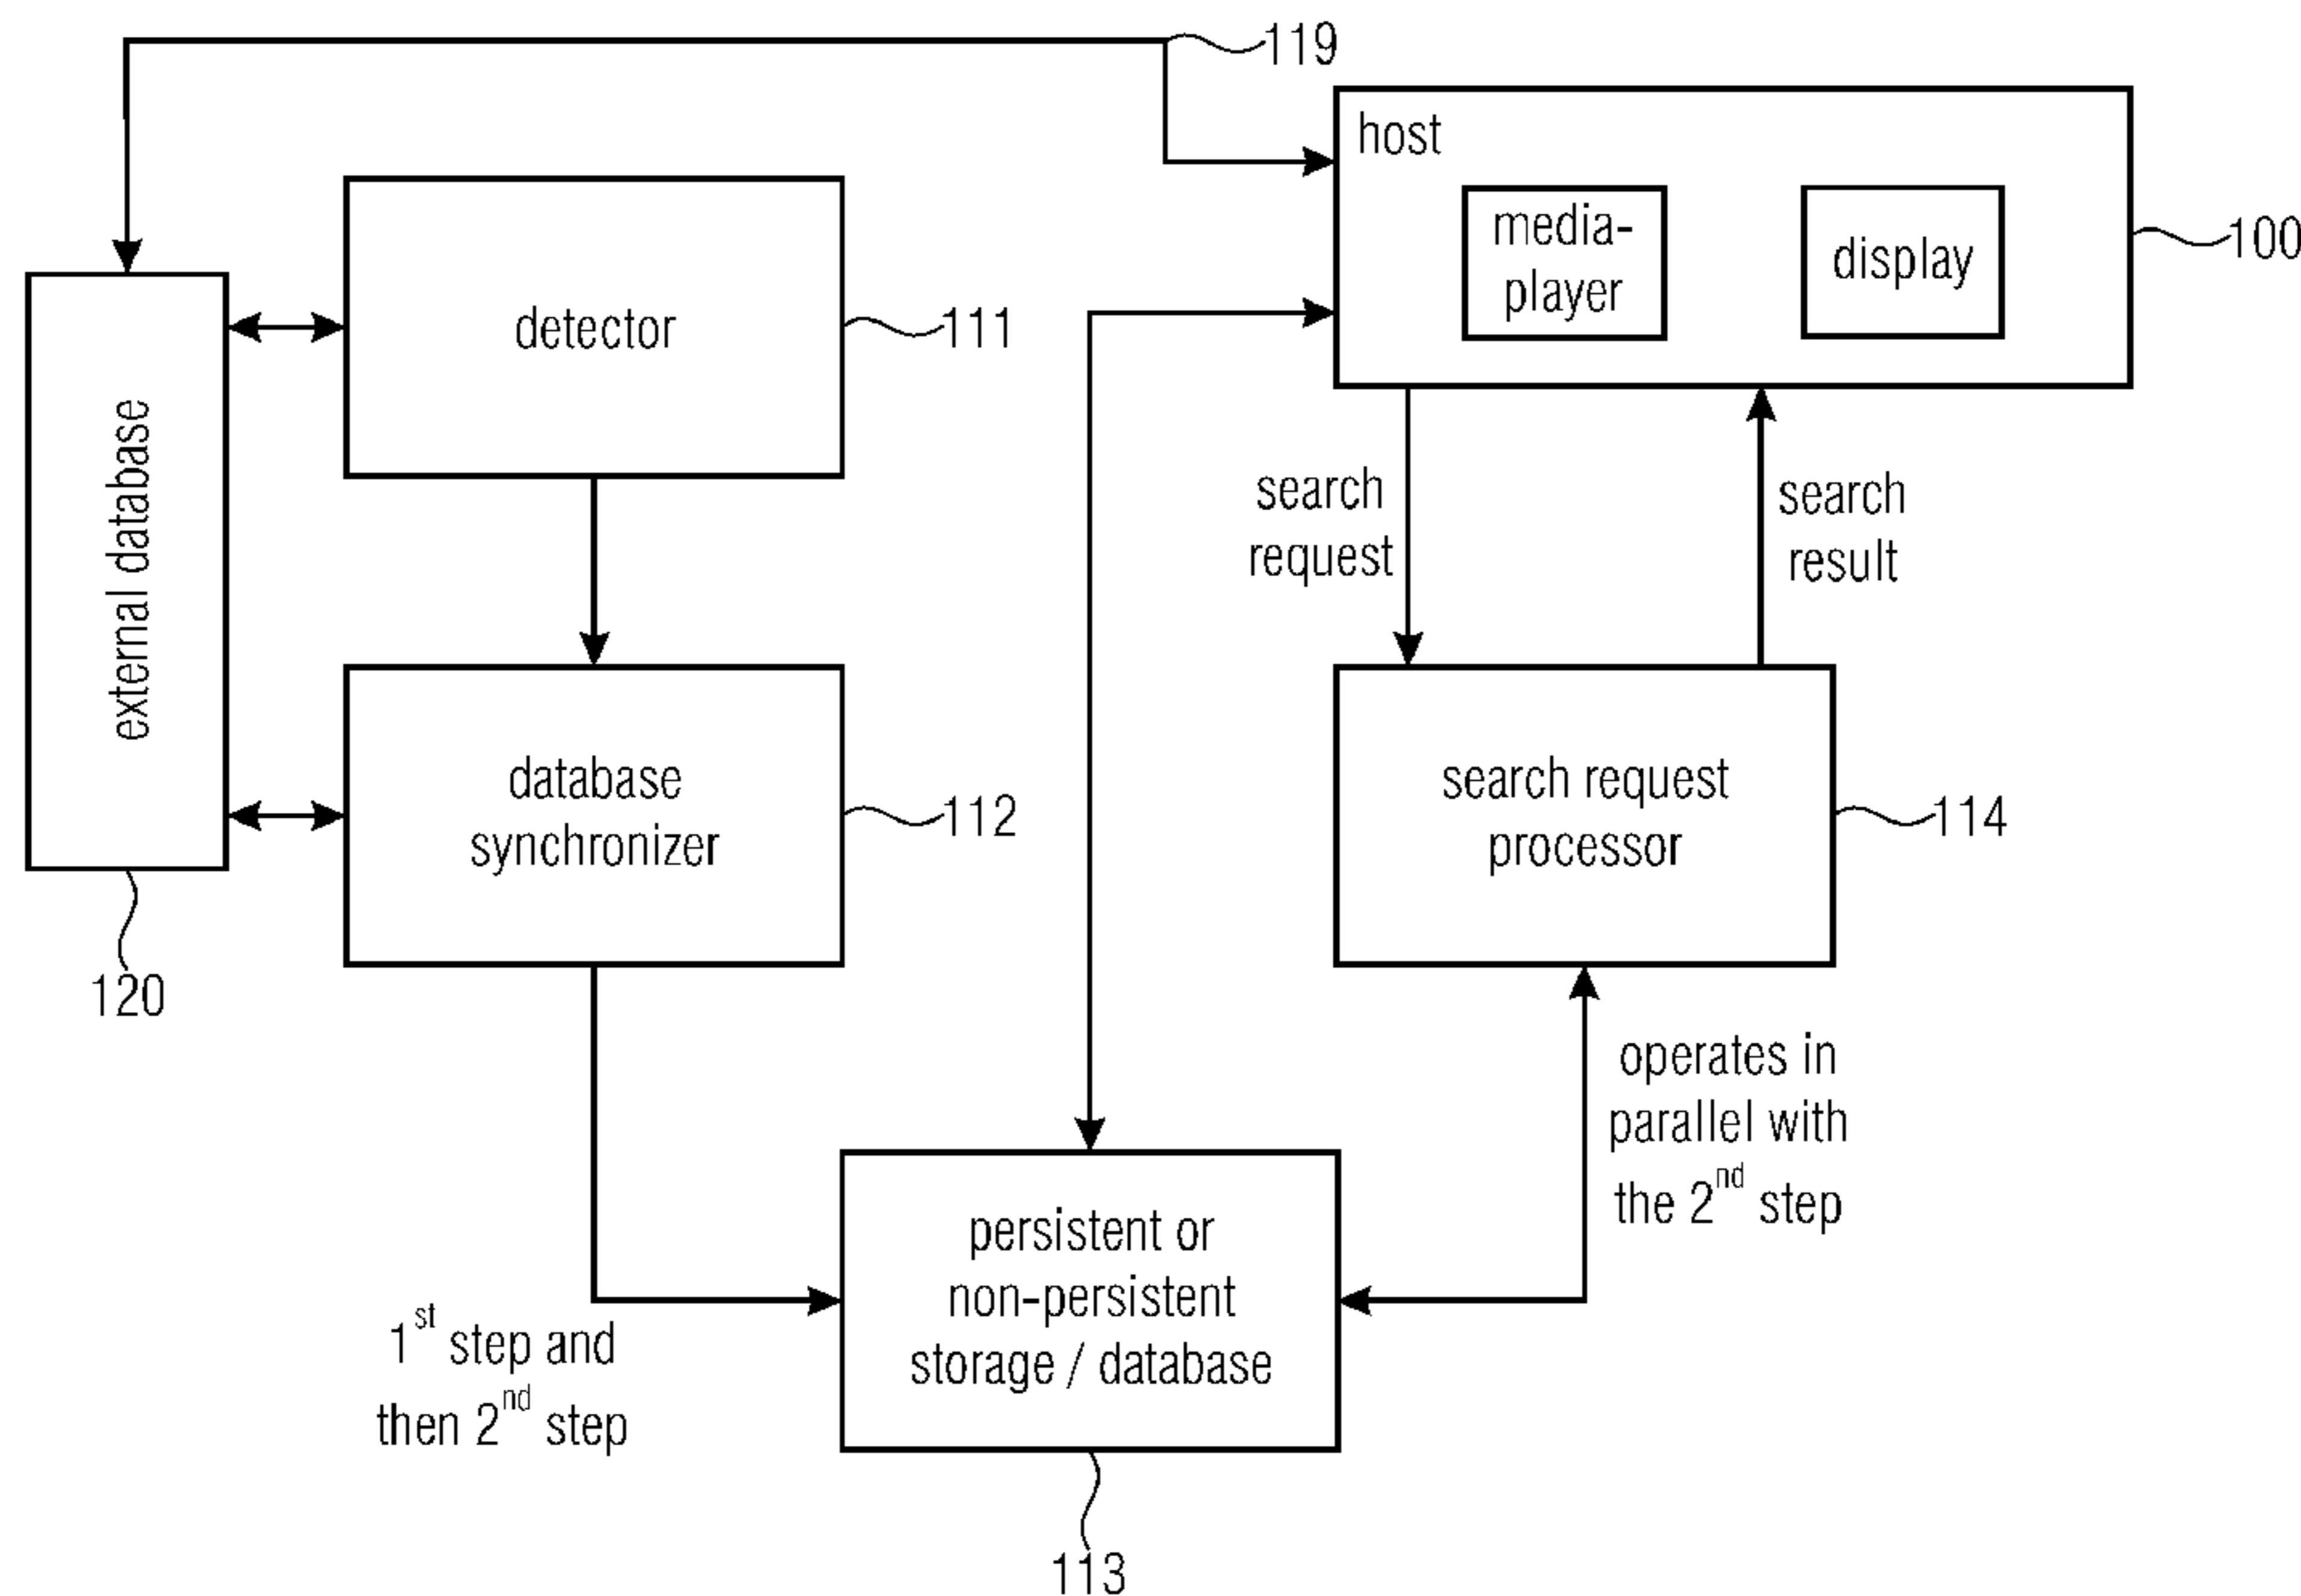 119
host
media-
player
display
100
detector
111
external database
search
request
search
result
database
synchronizer
112
search request
processor
114
120
operates in
parallel with
the 2nd step
persistent or
non-persistent
storage / database
1st step and
then 2nd step
113